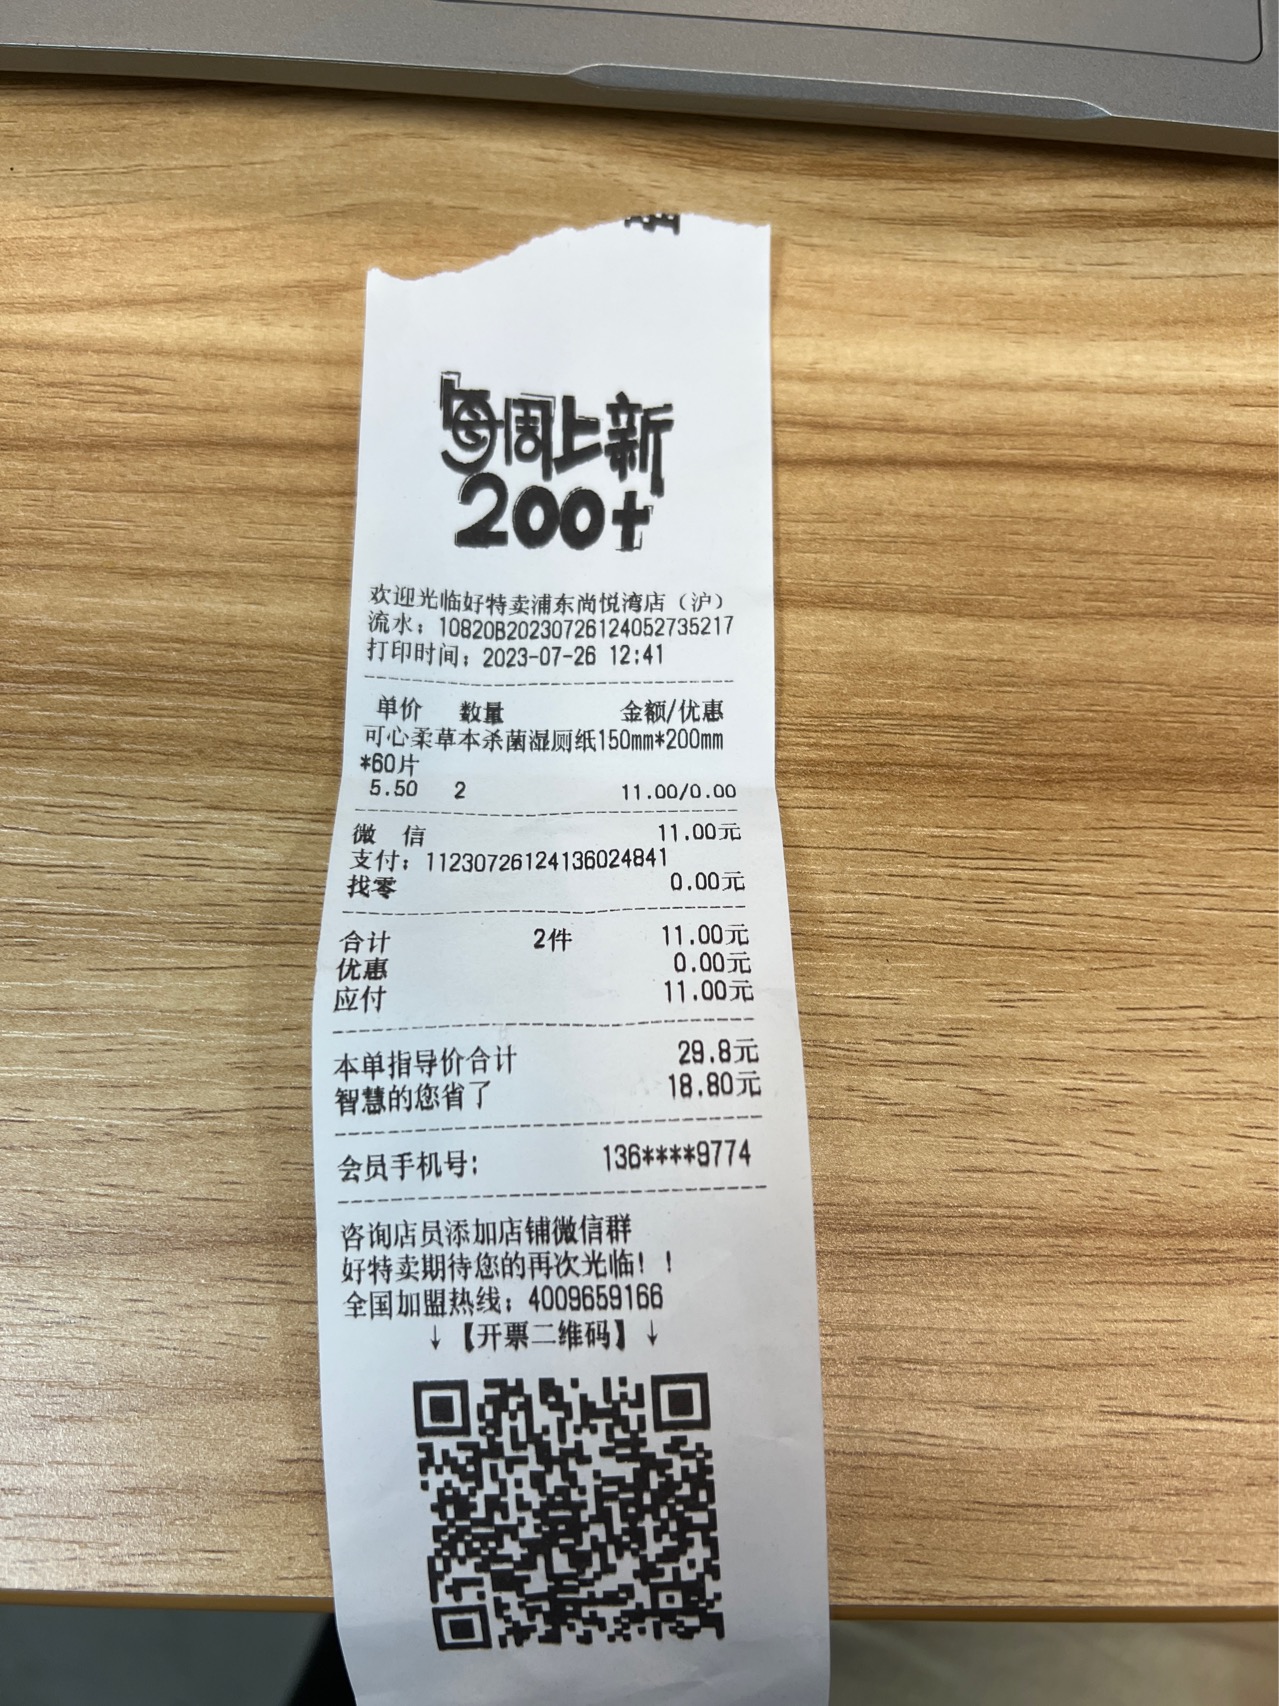 每周上新
200+
欢迎光临好特卖浦东尚悦湾店（沪）
流水：10820B20230726124052735217
打印时间：2023-07-26 12:41
单价 数量 金额/优惠
可心柔草本杀菌湿厕纸150mm*200mm
*60片
5.50 2 11.00/0.00
微 信 11.00元
支付：11230726124136024841
找零 0.00元
合计 2件 11.00元
优惠 0.00元
应付 11.00元
本单指导价合计 29.8元
智慧的您省了 18.80元
会员手机号: 136****9774
咨询店员添加店铺微信群
好特卖期待您的再次光临！！
全国加盟热线：4009659166
↓【开票二维码】↓